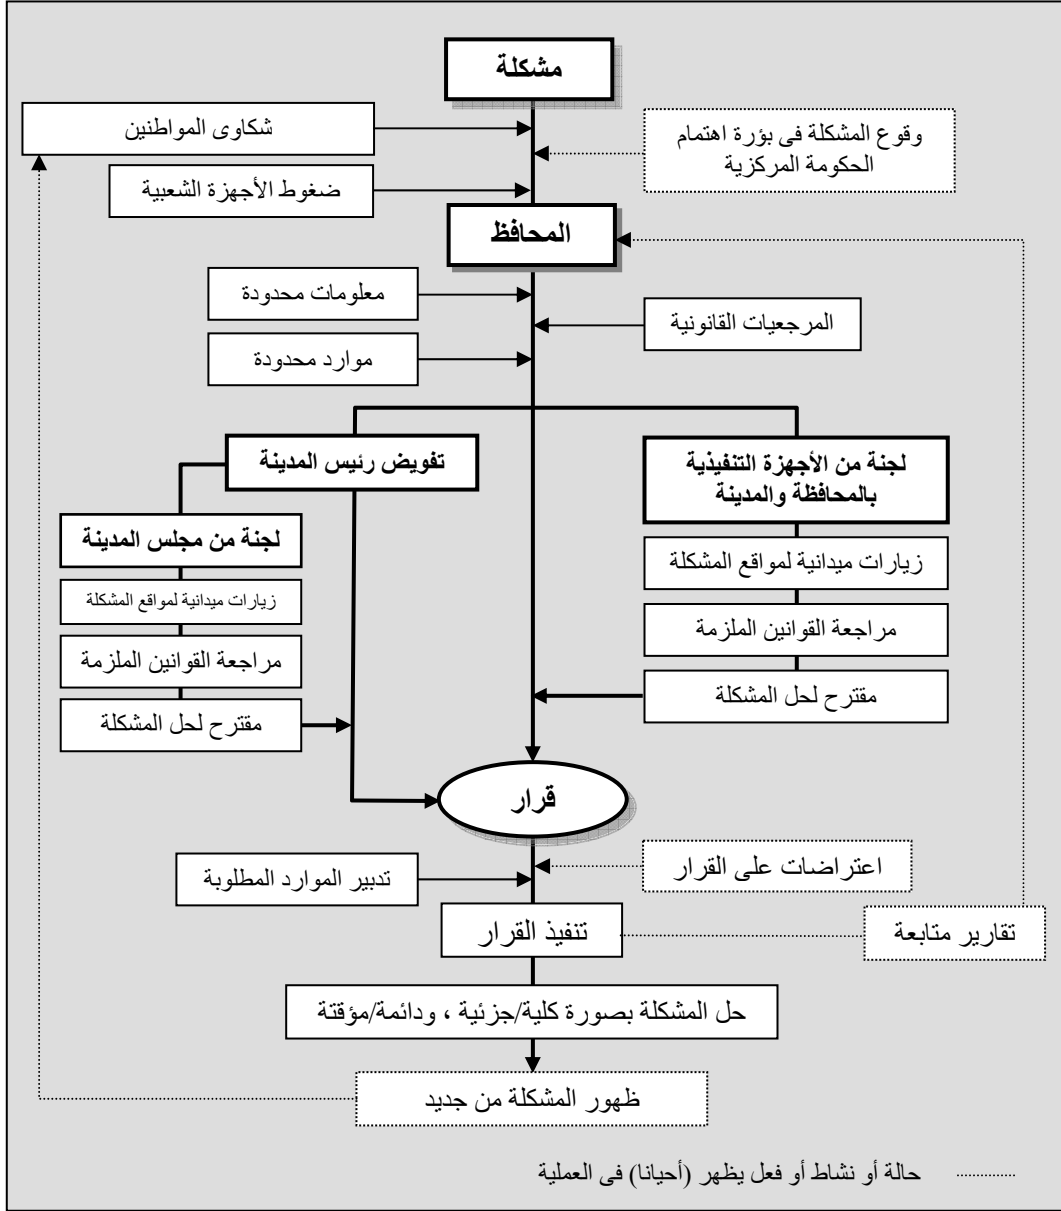 مشكلة
شكاوى المواطنين
وقوع المشكلة فى بؤرة اهتمام
الحكومة المركزية
ضغوط الأجهزة الشعبية
المحافظ
معلومات محدودة
المرجعيات القانونية
موارد محدودة
لجنة من الأجهزة التنفيذية
بالمحافظة والمدينة
تفويض رئيس المدينة
لجنة من مجلس المدينة
زيارات ميدانية لمواقع المشكلة
زيارات ميدانية لمواقع المشكلة
مراجعة القوانين الملزمة
مراجعة القوانين الملزمة
مقترح لحل المشكلة
مقترح لحل المشكلة
قرار
اعتراضات على القرار
تدبير الموارد المطلوبة
تنفيذ القرار
تقارير متابعة
حل المشكلة بصورة كلية/جزئية ، ودائمة/مؤقتة
ظهور المشكلة من جديد
حالة أو نشاط أو فعل يظهر (أحيانا) فى العملية